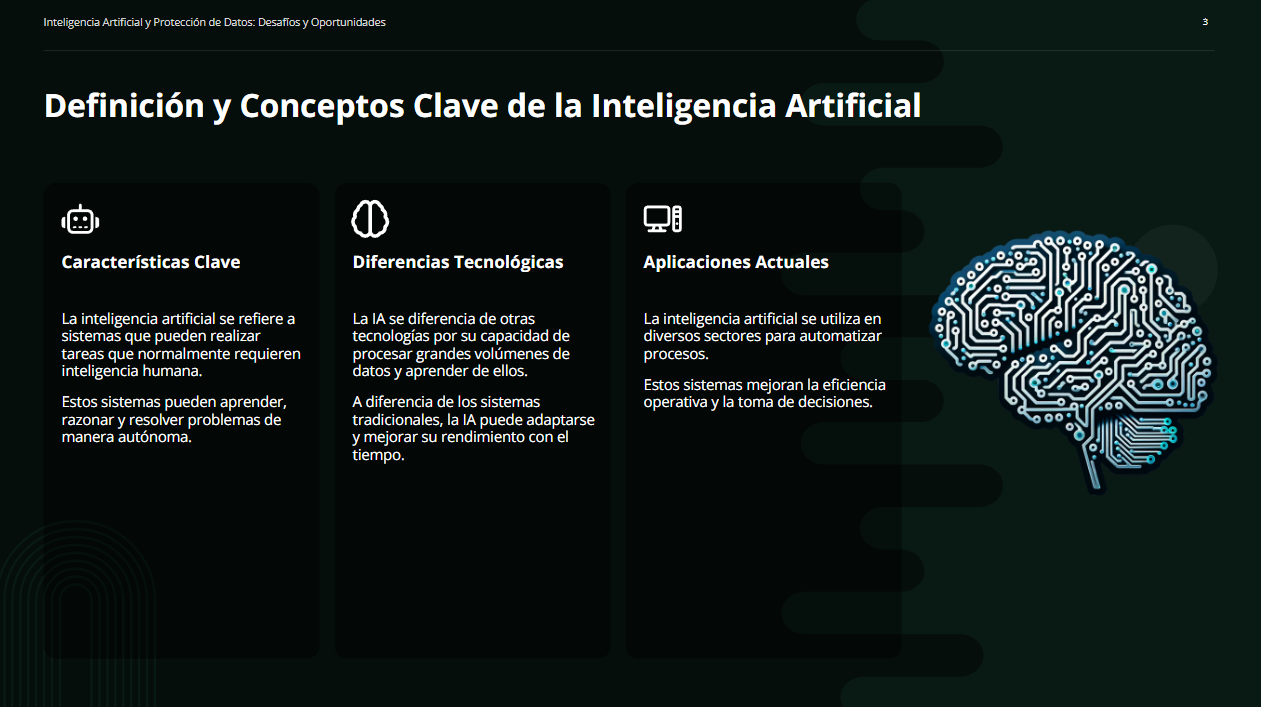 Inteligencia Artificial y Protección de Datos: Desafíos y Oportunidades
3
Definición y Conceptos Clave de la Inteligencia Artificial
Características Clave
La inteligencia artificial se refiere a
sistemas que pueden realizar
tareas que normalmente requieren
inteligencia humana.
Estos sistemas pueden aprender,
razonar y resolver problemas de
manera autónoma.
Diferencias Tecnológicas
La IA se diferencia de otras
tecnologías por su capacidad de
procesar grandes volúmenes de
datos y aprender de ellos.
A diferencia de los sistemas
tradicionales, la IA puede adaptarse
y mejorar su rendimiento con el
tiempo.
Aplicaciones Actuales
La inteligencia artificial se utiliza en
diversos sectores para automatizar
procesos.
Estos sistemas mejoran la eficiencia
operativa y la toma de decisiones.